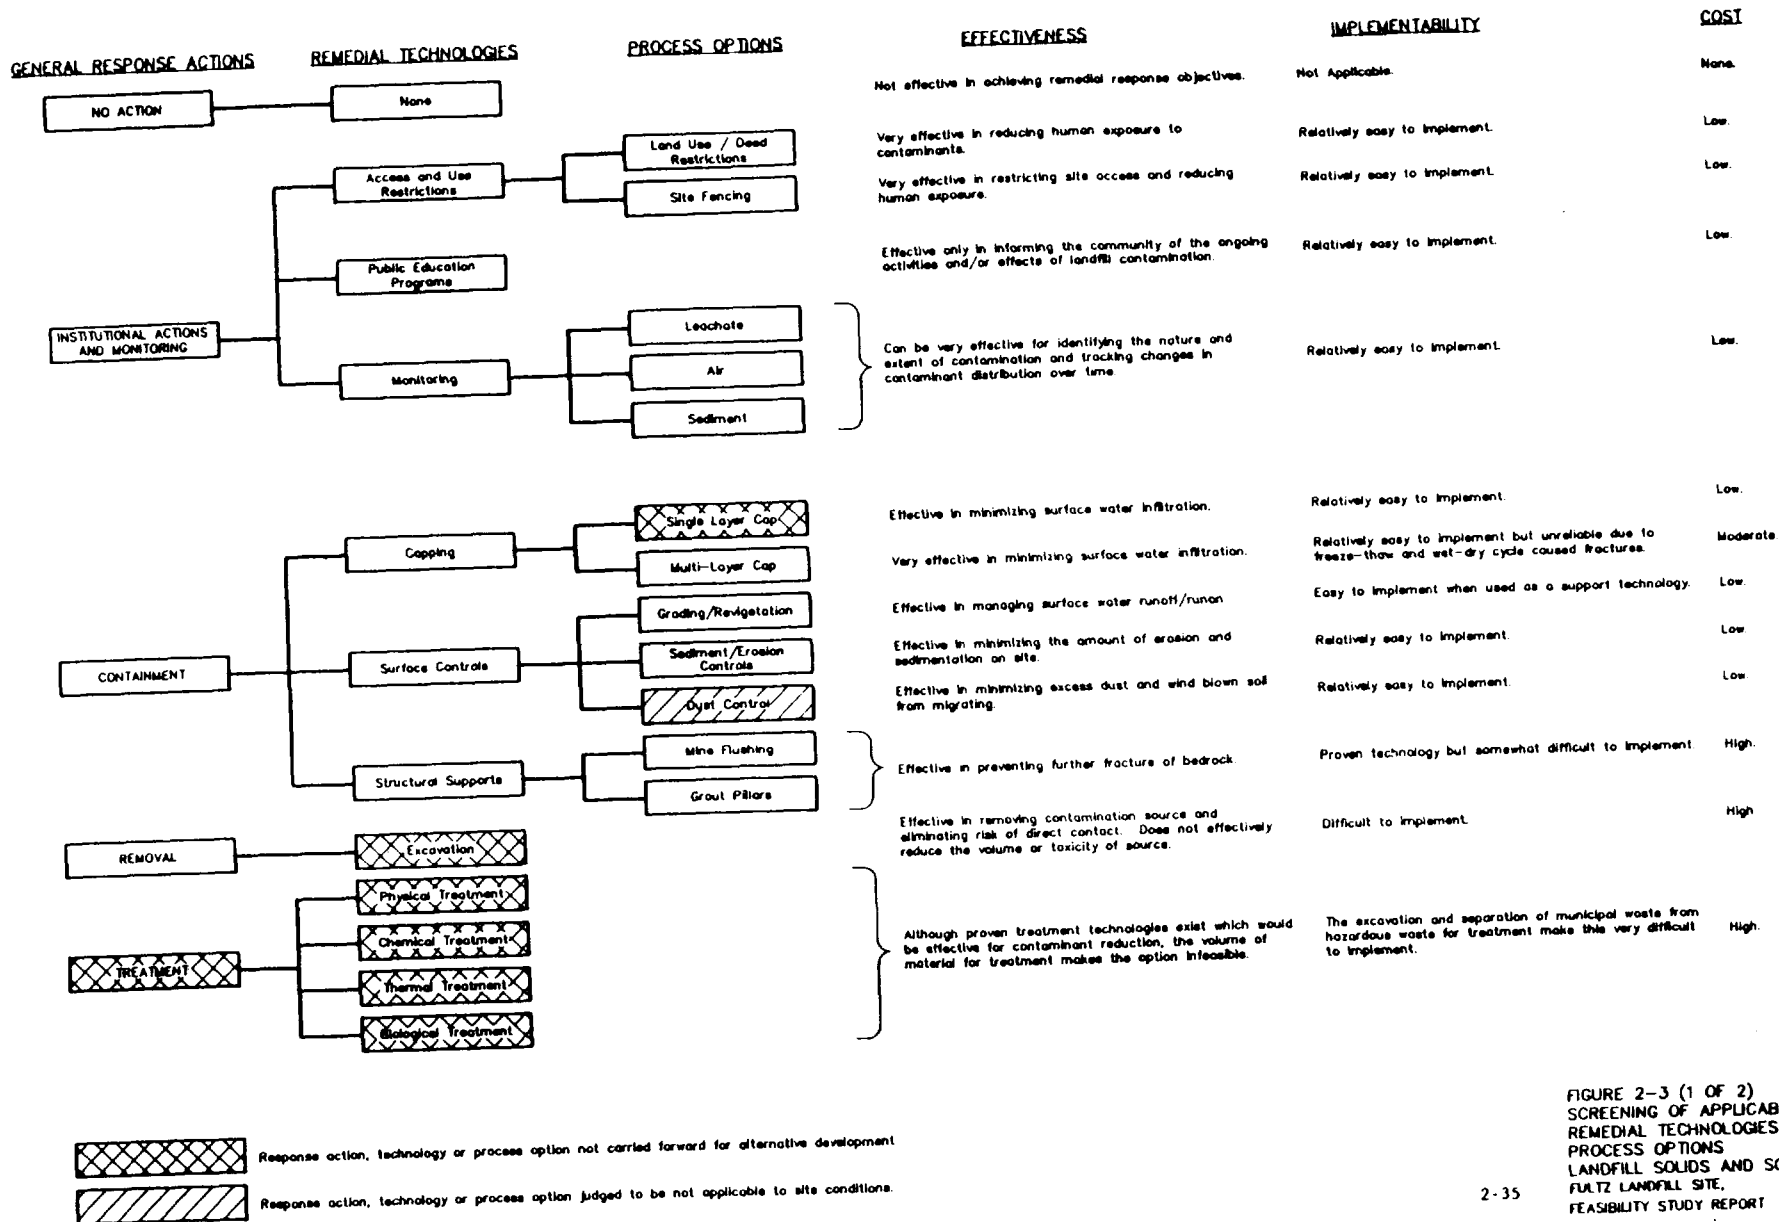 GENERAL RESPONSE ACTIONS
REMEDIAL TECHNOLOGIES
PROCESS OPTIONS
EFFECTIVENESS
IMPLEMENTABILITY
COST
NO ACTION
None
Not effective in achieving remedial response objectives.
Not Applicable.
None.
INSTITUTIONAL ACTIONS
AND MONITORING
Access and Use
Restrictions
Land Use / Deed
Restrictions
Very effective in reducing human exposure to
contaminants.
Relatively easy to implement.
Low.
Site Fencing
Very effective in restricting site access and reducing
human exposure.
Relatively easy to implement.
Low.
Public Education
Programs
Effective only in informing the community of the ongoing
activities and/or effects of landfill contamination.
Relatively easy to implement.
Low.
Monitoring
Leachate
Air
Sediment
Can be very effective for identifying the nature and
extent of contamination and tracking changes in
contaminant distribution over time.
Relatively easy to implement.
Low.
CONTAINMENT
Capping
Single Layer Cap
Effective in minimizing surface water infiltration.
Relatively easy to implement.
Low.
Multi-Layer Cap
Very effective in minimizing surface water infiltration.
Relatively easy to implement but unreliable due to
freeze-thaw and wet-dry cycle caused fractures.
Moderate.
Surface Controls
Grading/Revigetation
Effective in managing surface water runoff/runon
Easy to implement when used as a support technology.
Low.
Sediment/Erosion
Controls
Effective in minimizing the amount of erosion and
sedimentation on site.
Relatively easy to implement.
Low
Dust Control
Effective in minimizing excess dust and wind blown soil
from migrating.
Relatively easy to implement.
Low.
Structural Supports
Mine Flushing
Grout Pillars
Effective in preventing further fracture of bedrock.
Proven technology but somewhat difficult to implement.
High.
REMOVAL
Excavation
Effective in removing contamination source and
eliminating risk of direct contact. Does not effectively
reduce the volume or toxicity of source.
Difficult to implement.
High
TREATMENT
Physical Treatment
Chemical Treatment
Thermal Treatment
Biological Treatment
Although proven treatment technologies exist which would
be effective for contaminant reduction, the volume of
material for treatment makes the option infeasible.
The excavation and separation of municipal waste from
hazardous waste for treatment make this very difficult
to implement.
High.
Response action, technology or process option not carried forward for alternative development
Response action, technology or process option judged to be not applicable to site conditions.
2-35
FIGURE 2-3 (1 OF 2)
SCREENING OF APPLICAB
REMEDIAL TECHNOLOGIES
PROCESS OPTIONS
LANDFILL SOLIDS AND SO
FULTZ LANDFILL SITE,
FEASIBILITY STUDY REPORT